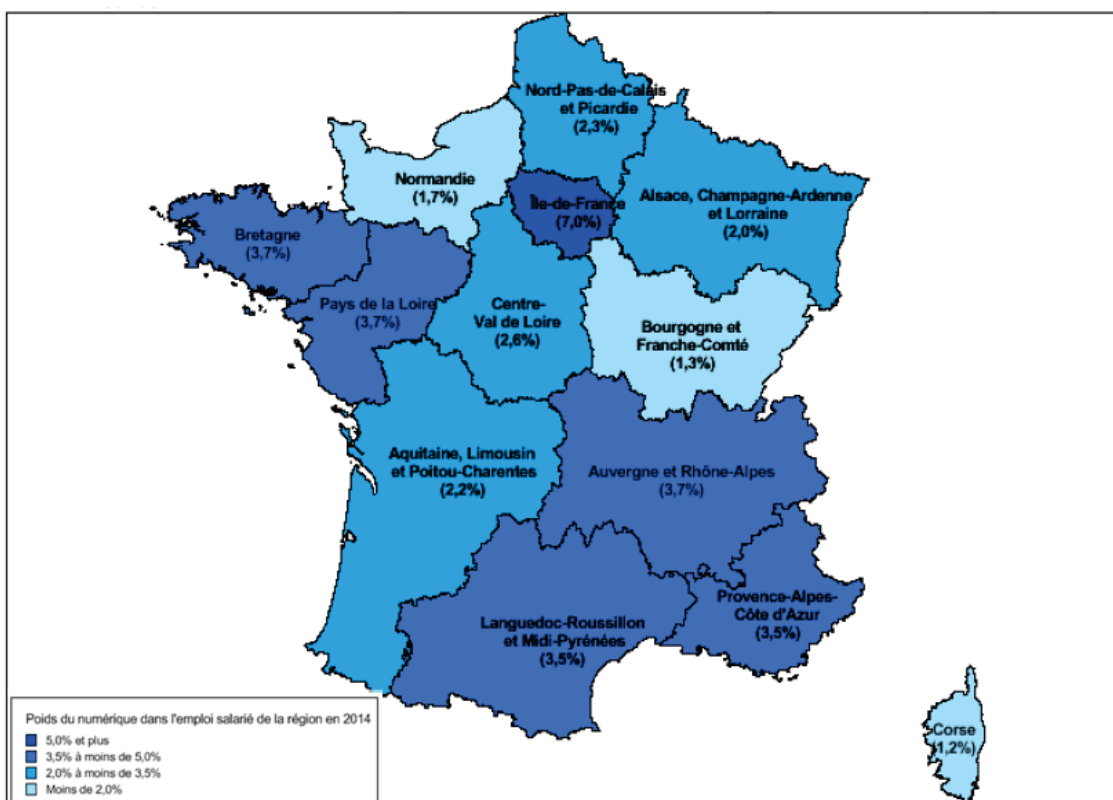 Nord-Pas-de-Calais
et Picardie
(2,3%)
Normandie
(1,7%)
Île-de-France
(7,0%)
Alsace, Champagne-Ardenne
et Lorraine
(2,0%)
Bretagne
(3,7%)
Pays de la Loire
(3,7%)
Centre-
Val de Loire
(2,6%)
Bourgogne et
Franche-Comté
(1,3%)
Aquitaine, Limousin
et Poitou-Charentes
(2,2%)
Auvergne et Rhône-Alpes
(3,7%)
Provence-Alpes-
Côte d'Azur
(3,5%)
Languedoc-Roussillon
et Midi-Pyrénées
(3,5%)
Corse
(1,2%)
Poids du numérique dans l'emploi salarié de la région en 2014
5,0% et plus
3,5% à moins de 5,0%
2,0% à moins de 3,5%
Moins de 2,0%